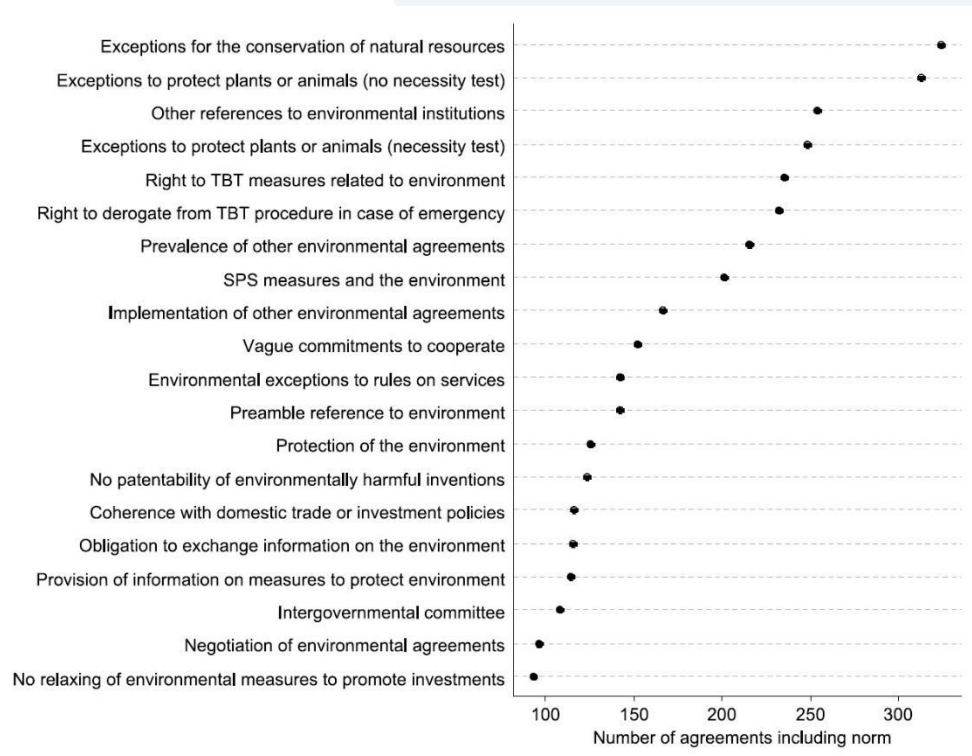 Exceptions for the conservation of natural resources
Exceptions to protect plants or animals (no necessity test)
Other references to environmental institutions
Exceptions to protect plants or animals (necessity test)
Right to TBT measures related to environment
Right to derogate from TBT procedure in case of emergency
Prevalence of other environmental agreements
SPS measures and the environment
Implementation of other environmental agreements
Vague commitments to cooperate
Environmental exceptions to rules on services
Preamble reference to environment
Protection of the environment
No patentability of environmentally harmful inventions
Coherence with domestic trade or investment policies
Obligation to exchange information on the environment
Provision of information on measures to protect environment
Intergovernmental committee
Negotiation of environmental agreements
No relaxing of environmental measures to promote investments
100 150 200 250 300
Number of agreements including norm